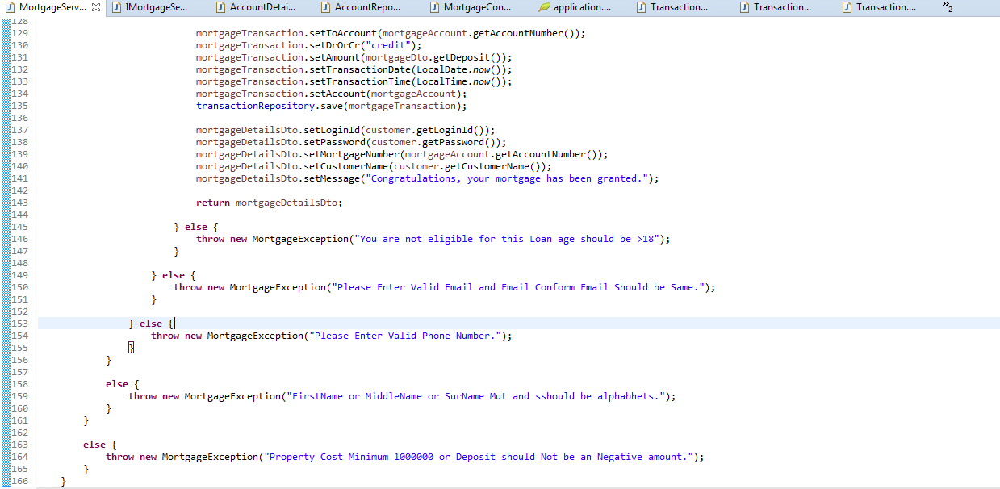 MortgageServ... IMortgageSe... AccountDetai... AccountRepo... MortgageCon... application.... Transaction... Transaction... Transaction.... »2
128
129 mortgageTransaction.setToAccount(mortgageAccount.getAccountNumber());
130 mortgageTransaction.setDrOrCr("credit");
131 mortgageTransaction.setAmount(mortgageDto.getDeposit());
132 mortgageTransaction.setTransactionDate(LocalDate.now());
133 mortgageTransaction.setTransactionTime(LocalTime.now());
134 mortgageTransaction.setAccount(mortgageAccount);
135 transactionRepository.save(mortgageTransaction);
136
137 mortgageDetailsDto.setLoginId(customer.getLoginId());
138 mortgageDetailsDto.setPassword(customer.getPassword());
139 mortgageDetailsDto.setMortgageNumber(mortgageAccount.getAccountNumber());
140 mortgageDetailsDto.setCustomerName(customer.getCustomerName());
141 mortgageDetailsDto.setMessage("Congratulations, your mortgage has been granted.");
142
143 return mortgageDetailsDto;
144
145 } else {
146 throw new MortgageException("You are not eligible for this Loan age should be >18");
147 }
148
149 } else {
150 throw new MortgageException("Please Enter Valid Email and Email Conform Email Should be Same.");
151 }
152
153 } else {
154 throw new MortgageException("Please Enter Valid Phone Number.");
155 }
156 }
157
158 else {
159 throw new MortgageException("FirstName or MiddleName or SurName Mut and sshould be alphabhets.");
160 }
161 }
162
163 else {
164 throw new MortgageException("Property Cost Minimum 1000000 or Deposit should Not be an Negative amount.");
165 }
166 }